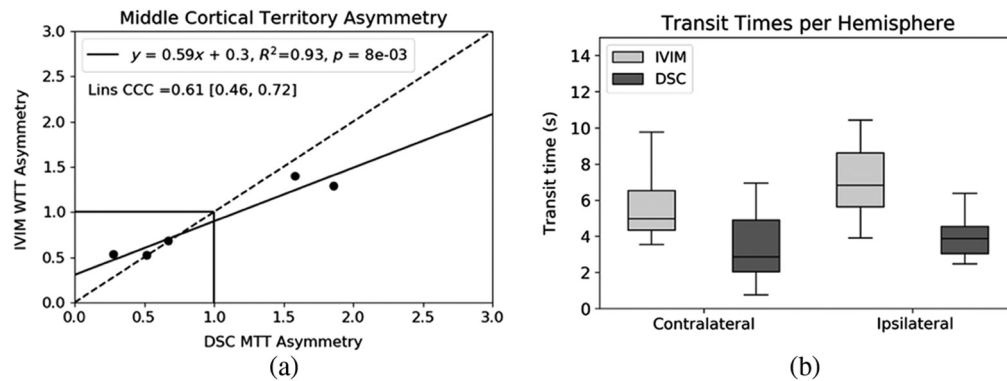 Middle Cortical Territory Asymmetry
y = 0.59x + 0.3, R²=0.93, p = 8e-03
Lins CCC =0.61 [0.46, 0.72]
IVIM WTT Asymmetry
3.0
2.5
2.0
1.5
1.0
0.5
0.0
0.0 0.5 1.0 1.5 2.0 2.5 3.0
DSC MTT Asymmetry
(a)
Transit Times per Hemisphere
IVIM
DSC
Transit time (s)
14
12
10
8
6
4
2
0
Contralateral Ipsilateral
(b)